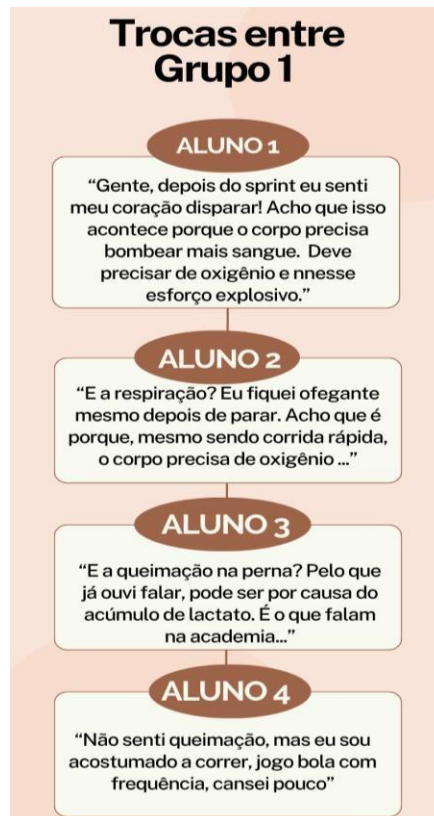 Trocas entre
Grupo 1
ALUNO 1
“Gente, depois do sprint eu senti
meu coração disparar! Acho que isso
acontece porque o corpo precisa
bombear mais sangue. Deve
precisar de oxigênio e nnesse
esforço explosivo.”
ALUNO 2
“E a respiração? Eu fiquei ofegante
mesmo depois de parar. Acho que é
porque, mesmo sendo corrida rápida,
o corpo precisa de oxigênio ...”
ALUNO 3
“E a queimação na perna? Pelo que
já ouvi falar, pode ser por causa do
acúmulo de lactato. É o que falam
na academia...”
ALUNO 4
“Não senti queimação, mas eu sou
acostumado a correr, jogo bola com
frequência, cansei pouco”